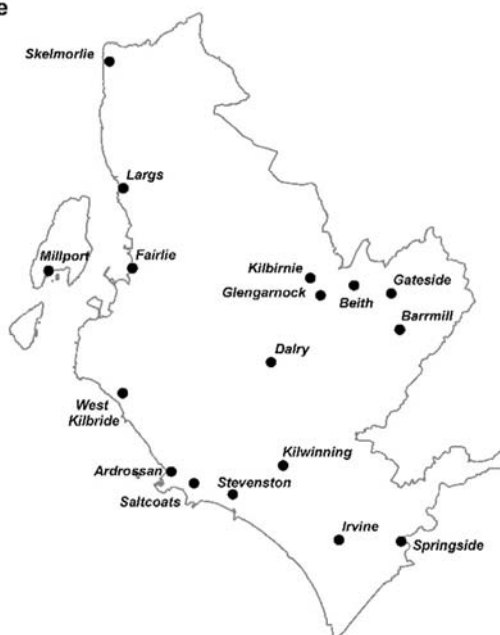 e
Skelmorlie
Largs
Millport
Fairlie
Kilbirnie
Glengarnock
Beith
Gateside
Barrmill
Dalry
West
Kilbride
Kilwinning
Ardrossan
Stevenston
Saltcoats
Irvine
Springside